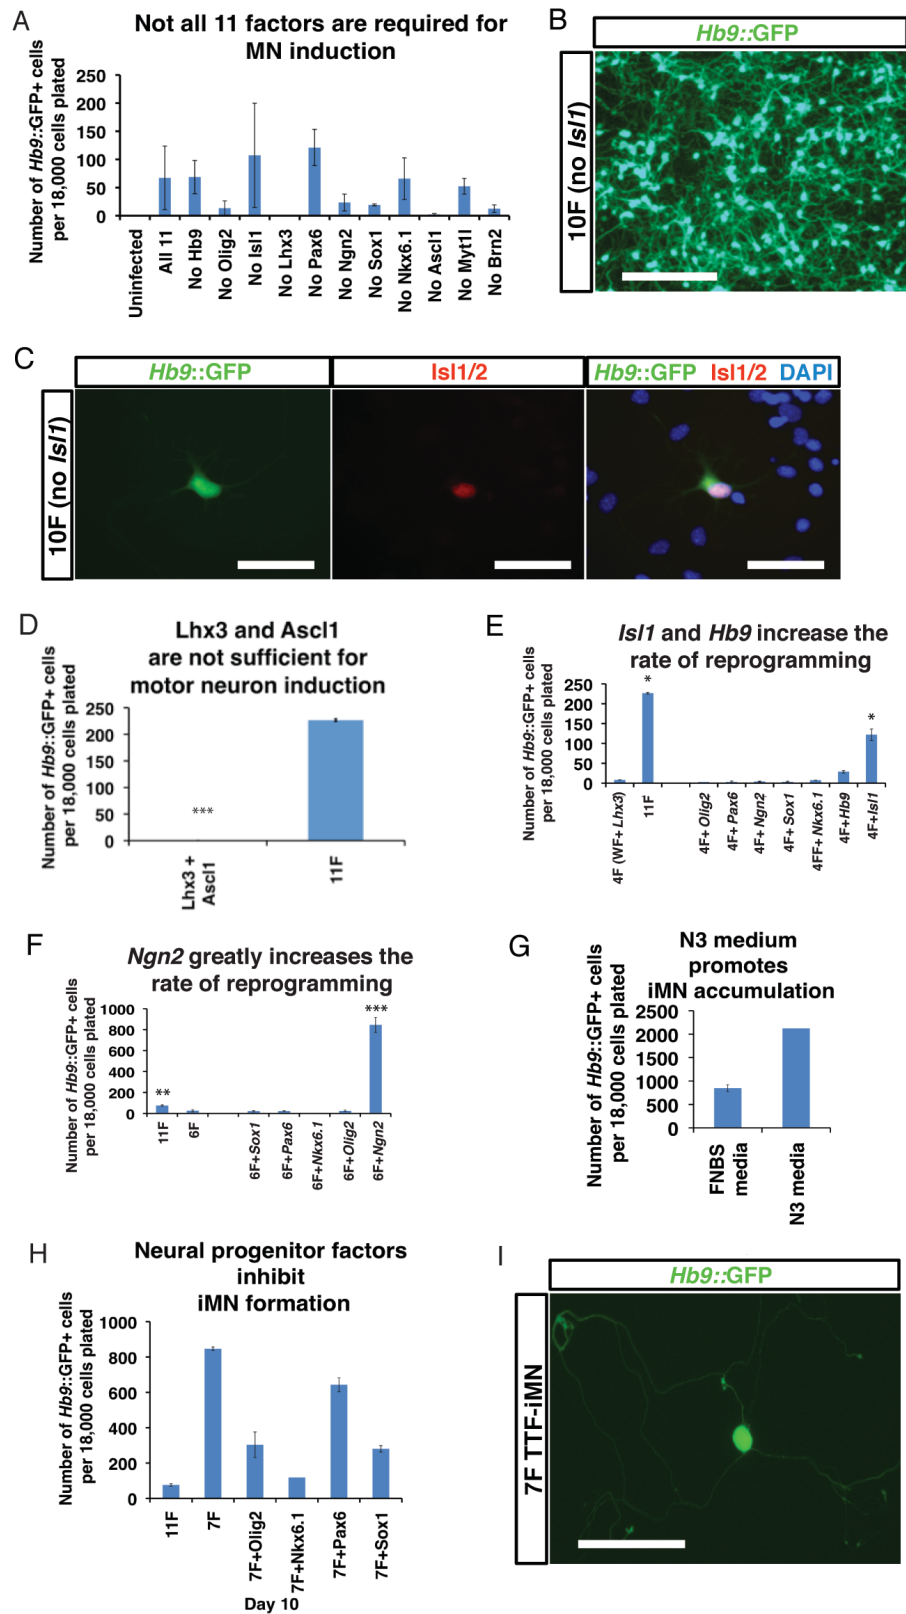 A
Not all 11 factors are required for
MN induction
Number of Hb9::GFP+ cells
per 18,000 cells plated
250
200
150
100
50
0
Uninfected
All 11
No Hb9
No Olig2
No Isl1
No Lhx3
No Pax6
No Ngn2
No Sox1
No Nkx6.1
No Ascl1
No Myt1l
No Brn2
B
Hb9::GFP
10F (no Isl1)
C
Hb9::GFP
Isl1/2
Hb9::GFP Isl1/2 DAPI
10F (no Isl1)
D
Lhx3 and Ascl1
are not sufficient for
motor neuron induction
Number of Hb9::GFP+ cells
per 18,000 cells plated
250
200
150
100
50
0
***
Lhx3 +
Ascl1
11F
E
Isl1 and Hb9 increase the
rate of reprogramming
Number of Hb9::GFP+ cells
per 18,000 cells plated
250
200
150
100
50
0
*
*
4F (WF+ Lhx3)
11F
4F+ Olig2
4F+ Pax6
4F+ Ngn2
4F+ Sox1
4FF+ Nkx6.1
4F+Hb9
4F+Isl1
F
Ngn2 greatly increases the
rate of reprogramming
Number of Hb9::GFP+ cells
per 18,000 cells plated
1000
800
600
400
200
0
**
***
11F
6F
6F+Sox1
6F+Pax6
6F+Nkx6.1
6F+Olig2
6F+Ngn2
G
N3 medium
promotes
iMN accumulation
Number of Hb9::GFP+ cells
per 18,000 cells plated
2500
2000
1500
1000
500
0
FNBS
media
N3 media
H
Neural progenitor factors
inhibit
iMN formation
Number of Hb9::GFP+ cells
per 18,000 cells plated
1000
800
600
400
200
0
11F
7F
7F+Olig2
7F+Nkx6.1
7F+Pax6
7F+Sox1
Day 10
I
Hb9::GFP
7F TTF-iMN